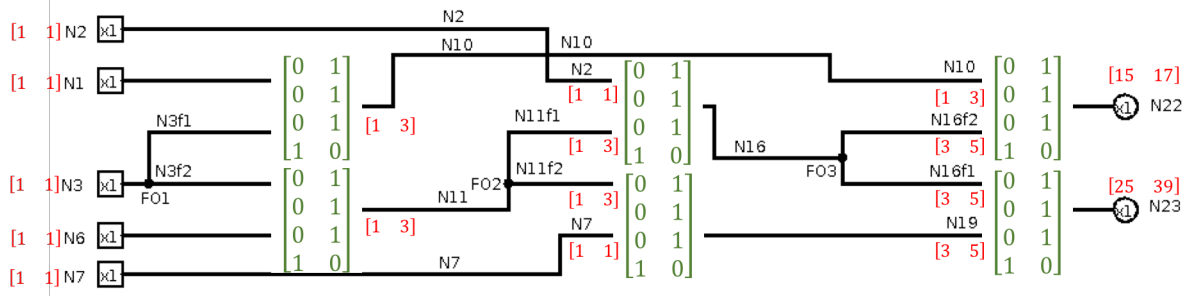 N2
[1 1] N2 x1
N10 N10
[1 1] N1 x1
[0 1
0 1
0 1
1 0]
N2
[1 1]
[0 1
0 1
0 1
1 0]
N10
[1 3]
[0 1
0 1
0 1
1 0]
[15 17]
x1 N22
N3f1
[1 3]
N11f1
[1 3]
N16
N16f2
[3 5]
FO3
[1 1] N3 x1
N3f2
FO1
[0 1
0 1
0 1
1 0]
N11
[1 3]
FO2
N11f2
[1 3]
[0 1
0 1
0 1
1 0]
N16f1
[3 5]
[0 1
0 1
0 1
1 0]
[25 39]
x1 N23
[1 1] N6 x1
N7
[1 1]
N19
[3 5]
[1 1] N7 x1
N7